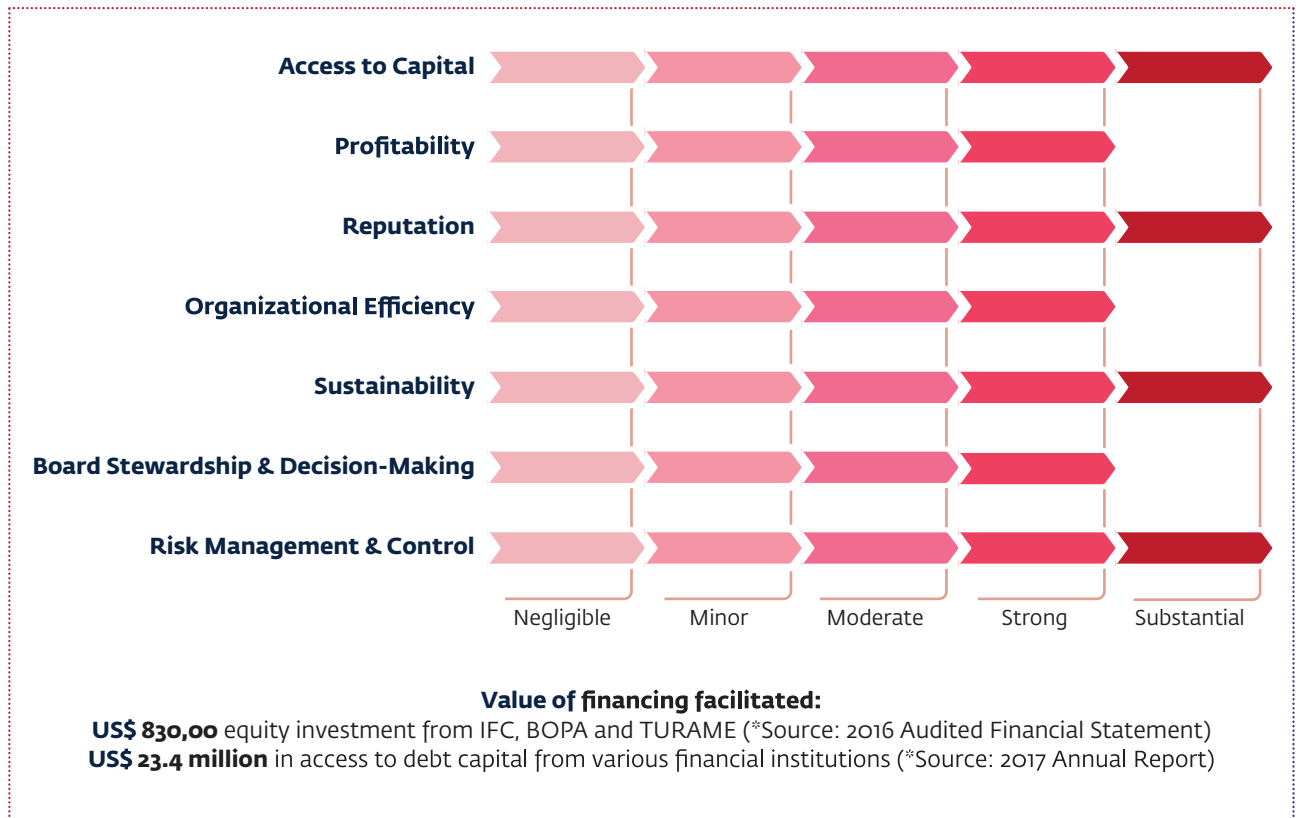 Access to Capital
Profitability
Reputation
Organizational Efficiency
Sustainability
Board Stewardship & Decision-Making
Risk Management & Control
Negligible Minor Moderate Strong Substantial
Value of financing facilitated:
US$ 830,00 equity investment from IFC, BOPA and TURAME (*Source: 2016 Audited Financial Statement)
US$ 23.4 million in access to debt capital from various financial institutions (*Source: 2017 Annual Report)